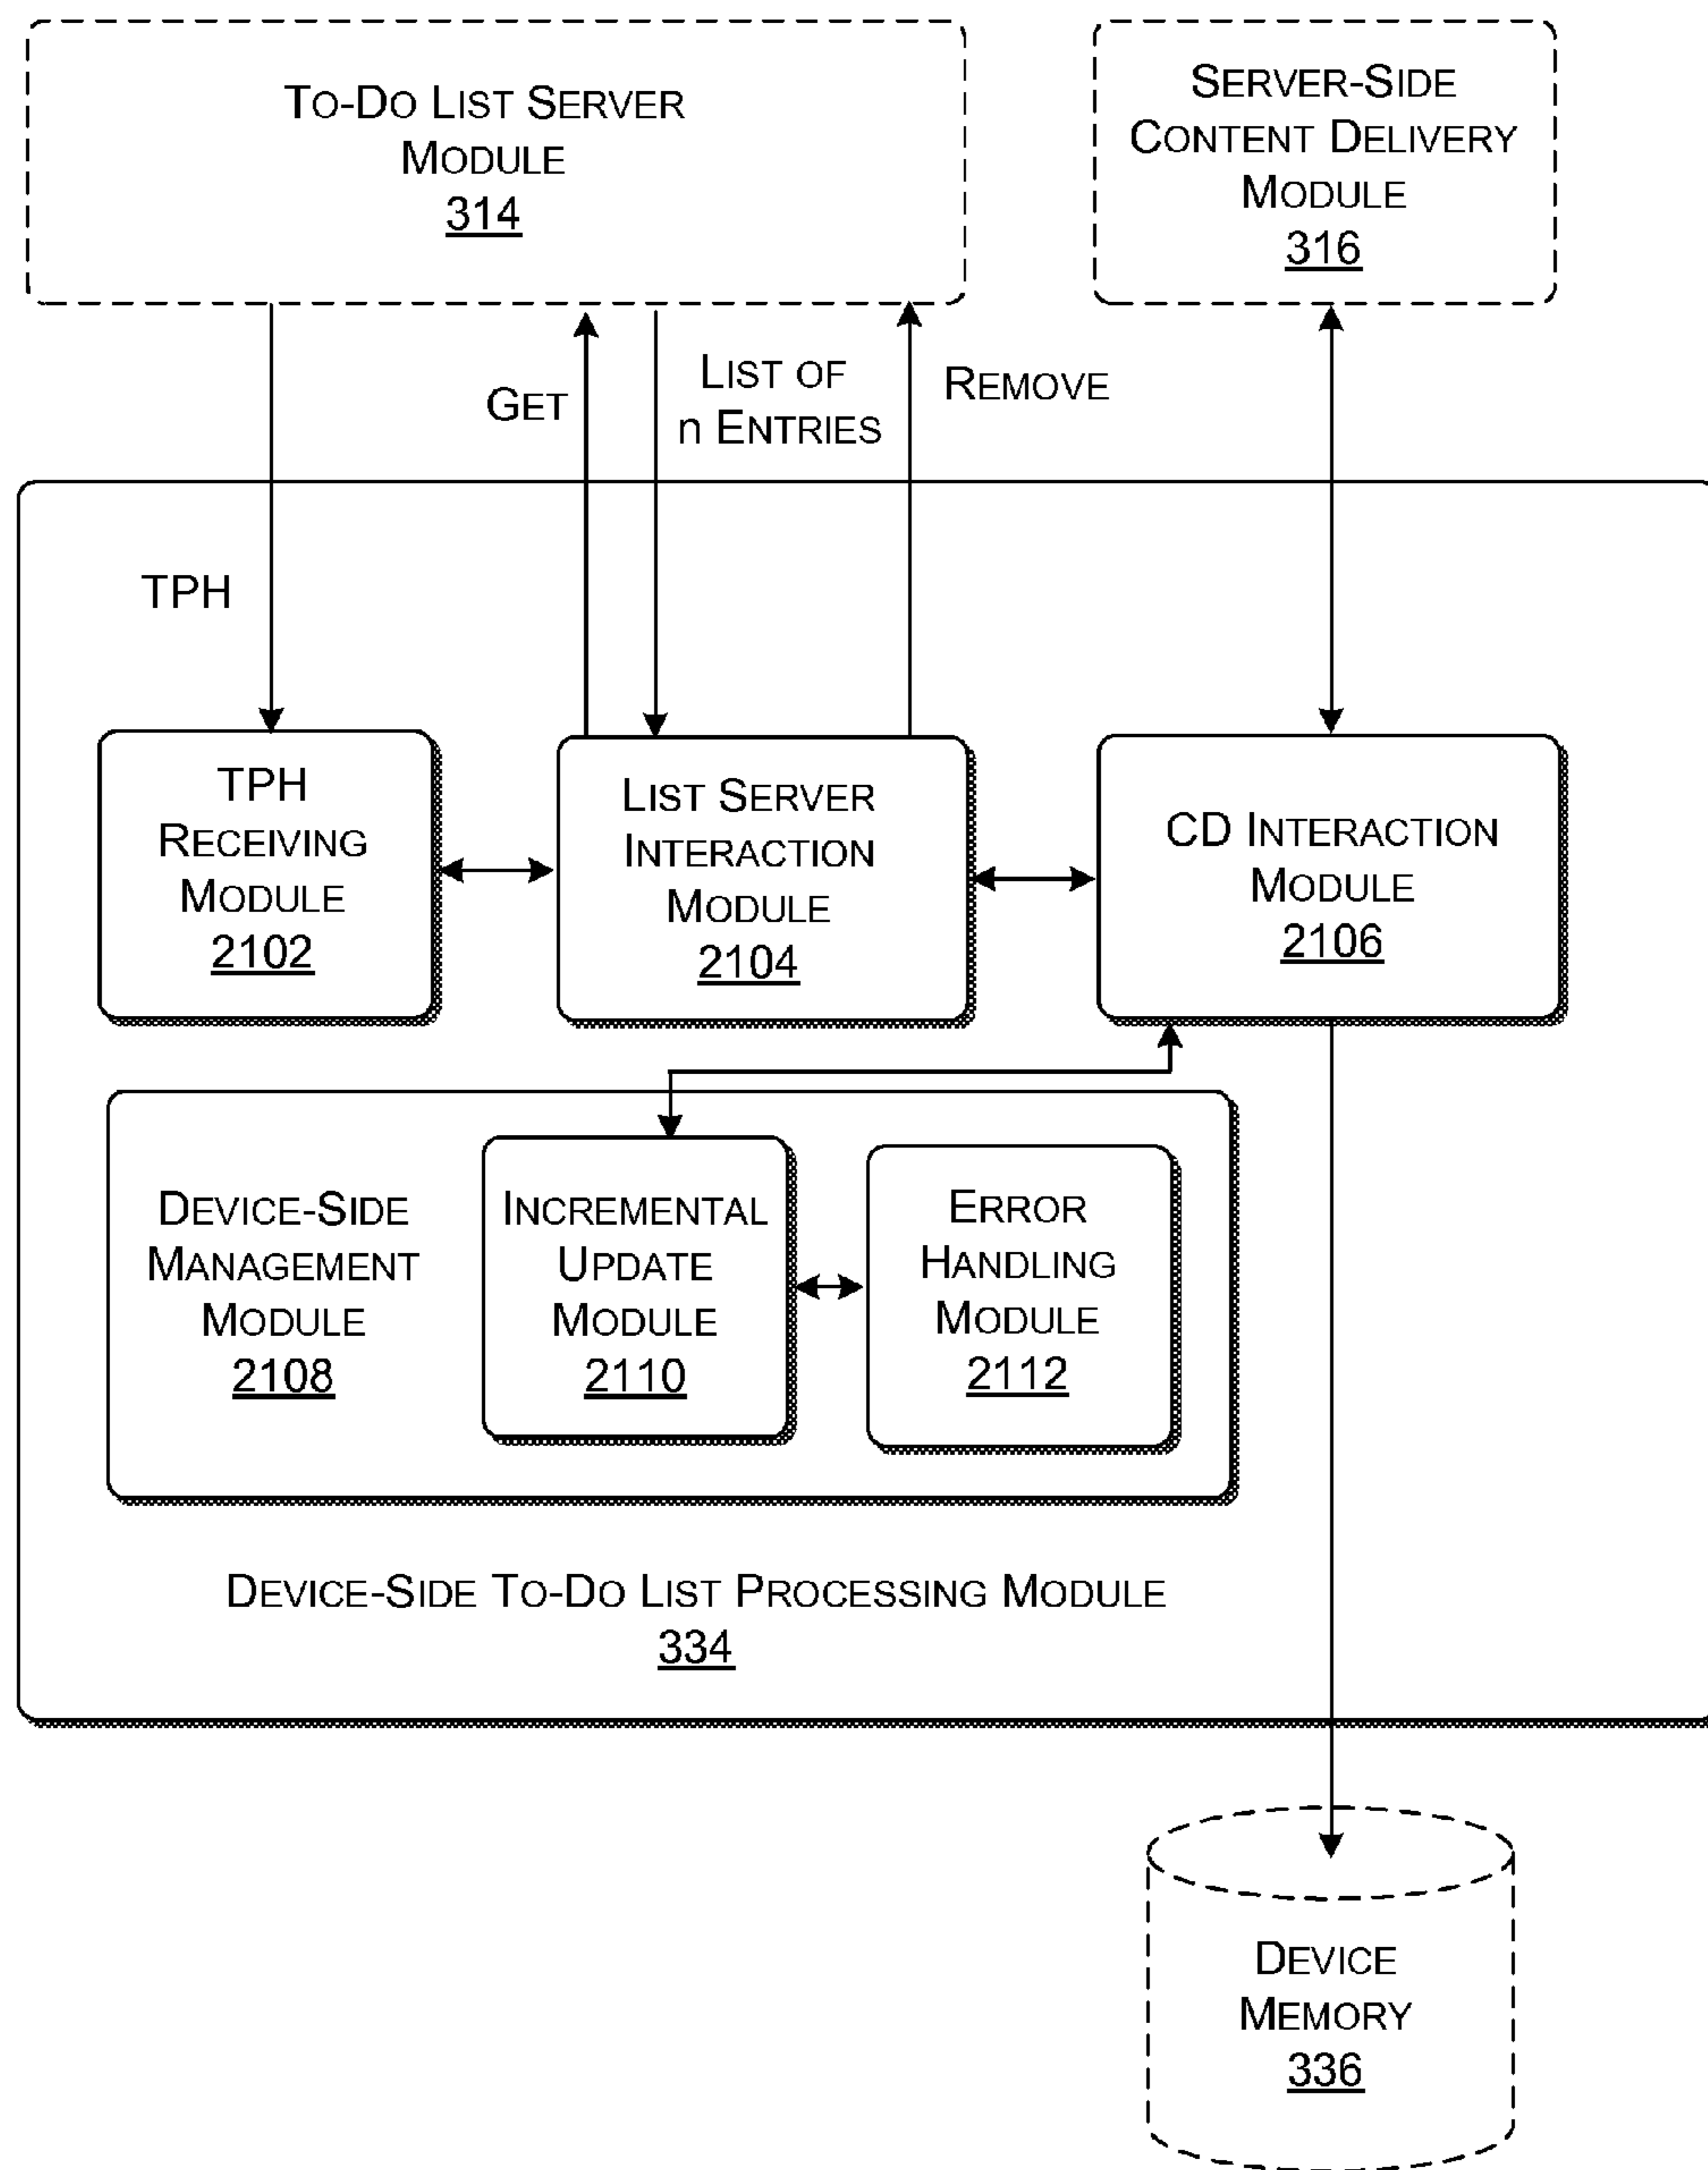 TO-DO LIST SERVER
MODULE
314
SERVER-SIDE
CONTENT DELIVERY
MODULE
316
GET
LIST OF
n ENTRIES
REMOVE
TPH
TPH
RECEIVING
MODULE
2102
LIST SERVER
INTERACTION
MODULE
2104
CD INTERACTION
MODULE
2106
DEVICE-SIDE
MANAGEMENT
MODULE
2108
INCREMENTAL
UPDATE
MODULE
2110
ERROR
HANDLING
MODULE
2112
DEVICE-SIDE TO-DO LIST PROCESSING MODULE
334
DEVICE
MEMORY
336